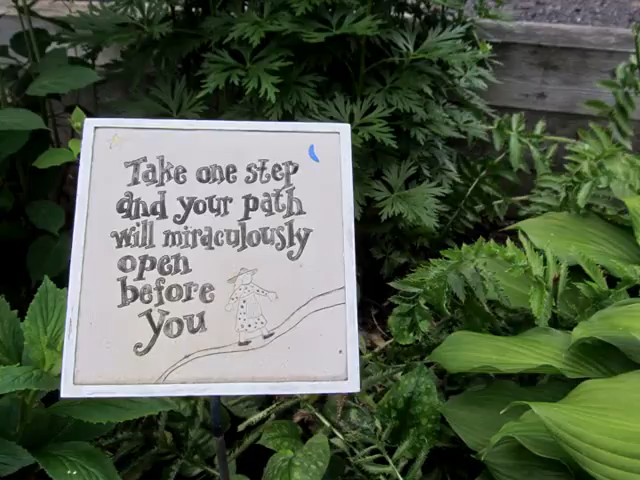 Take one step
and your path
will miraculously
open
before
you